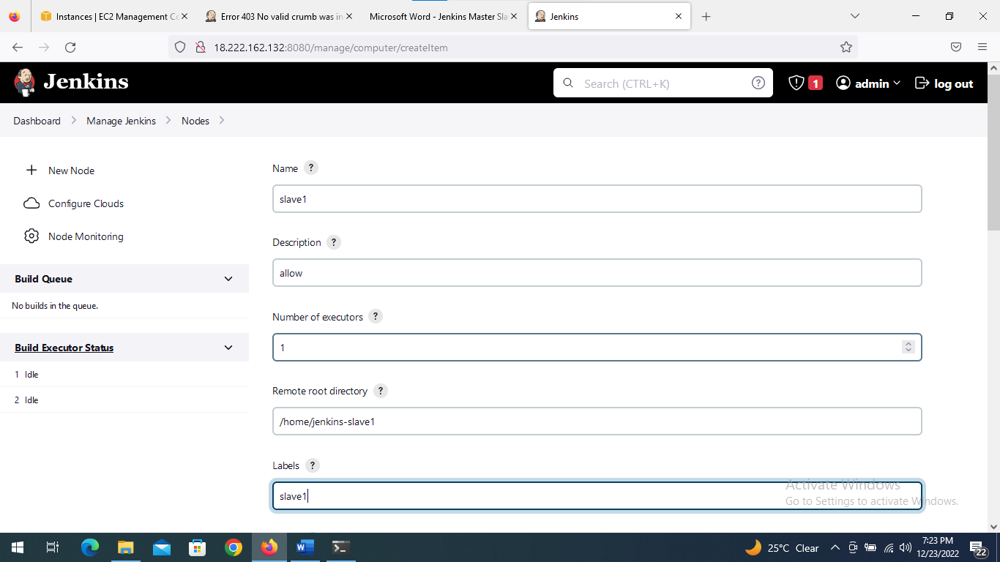 Instances | EC2 Management Co
Error 403 No valid crumb was in
Microsoft Word - Jenkins Master Sla
Jenkins
18.222.162.132:8080/manage/computer/createItem
Jenkins
Search (CTRL+K)
?
1
admin
log out
Dashboard
Manage Jenkins
Nodes
New Node
Configure Clouds
Node Monitoring
Build Queue
No builds in the queue.
Build Executor Status
1 Idle
2 Idle
Name ?
slave1
Description ?
allow
Number of executors ?
1
Remote root directory ?
/home/jenkins-slave1
Labels ?
slave1
Activate Windows
Go to Settings to activate Windows.
25°C Clear
7:23 PM
12/23/2022
22